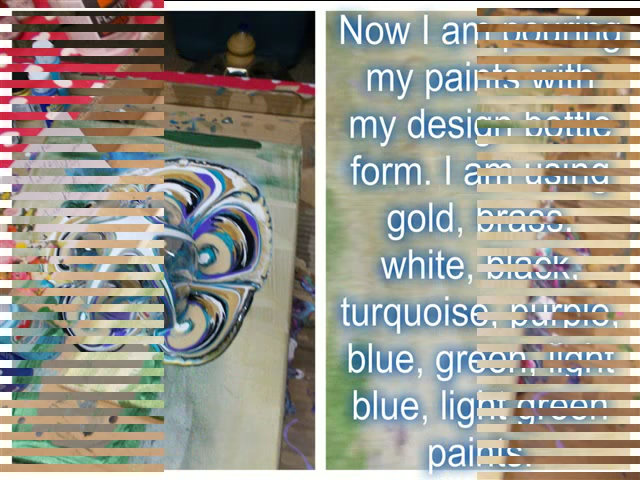 Now I am pouring
my paints with
my design bottle
form. I am using
gold, brass,
white, black,
turquoise, purple,
blue, green, light
blue, light green
paints.